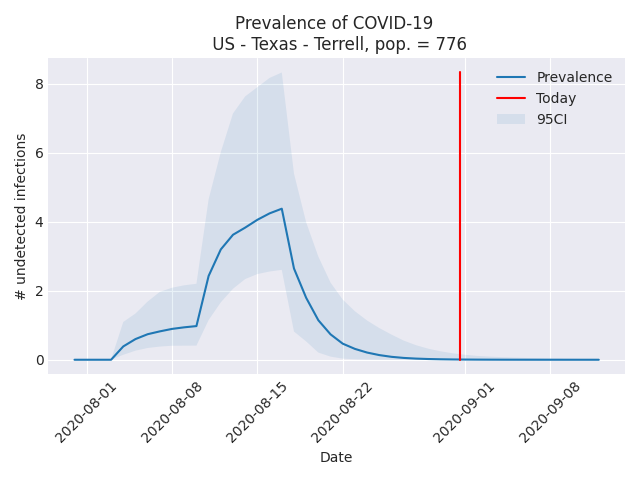 Prevalence of COVID-19
US - Texas - Terrell, pop. = 776
# undetected infections
8
6
4
2
0
Prevalence
Today
95CI
2020-08-01
2020-08-08
2020-08-15
2020-08-22
2020-09-01
2020-09-08
Date